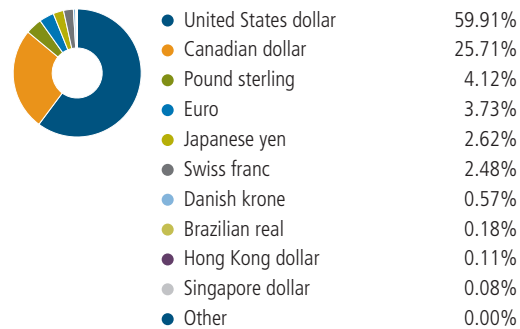 United States dollar 59.91%
Canadian dollar 25.71%
Pound sterling 4.12%
Euro 3.73%
Japanese yen 2.62%
Swiss franc 2.48%
Danish krone 0.57%
Brazilian real 0.18%
Hong Kong dollar 0.11%
Singapore dollar 0.08%
Other 0.00%